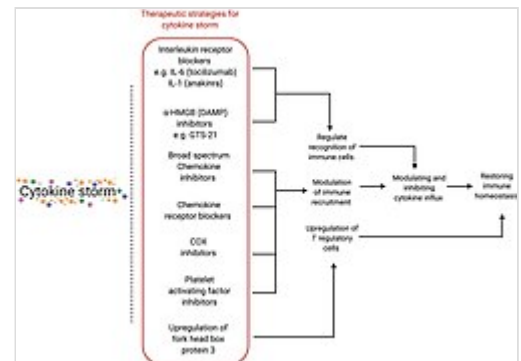 Therapeutic strategies for
cytokine storm
Interleukin receptor
blockers
e.g. IL-6 (tocilizumab)
IL-1 (anakinra)
inhibitors
e.g. GTS-21
Broad spectrum
Chemokine
inhibitors
Chemokine
receptor blockers
COX
inhibitors
Platelet
activating factor
inhibitors
Upregulation of
fork head box
protein 3
Cytokine storm
Regulate
recognition of
immune cells
Modulation
of immune
recruitment
Upregulation of
T regulatory
cells
Modulating and
inhibiting
cytokine influx
Restoring
immune
homeostasis